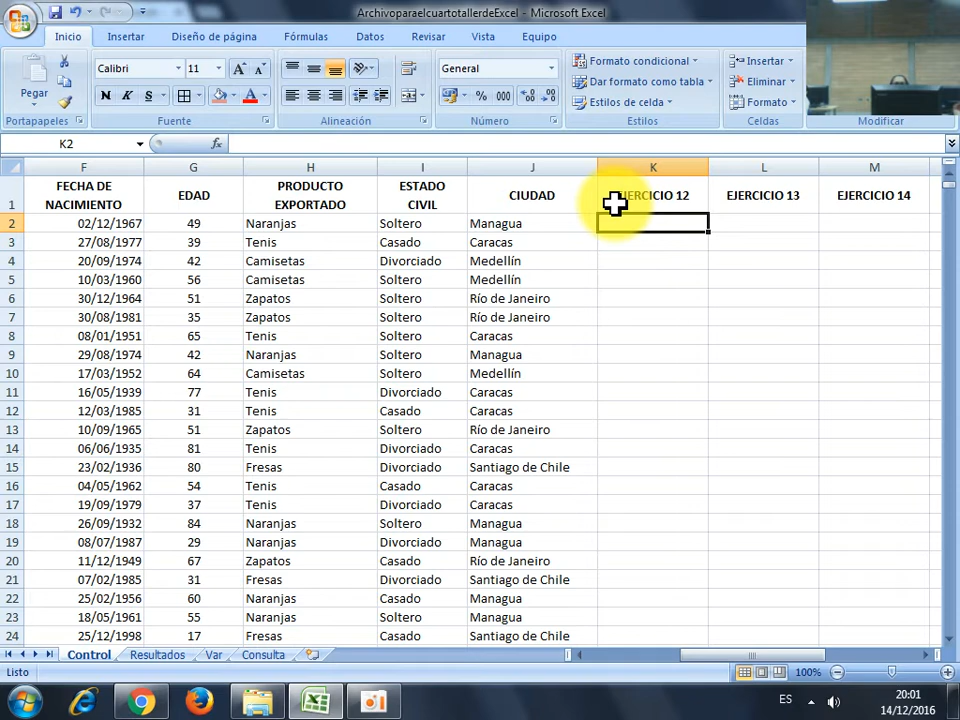 ArchivoparaelcuartotallerdeExcel - Microsoft Excel
Inicio Insertar Diseño de página Fórmulas Datos Revisar Vista Equipo
Pegar
Calibri 11
N K S
General
% 000
Formato condicional
Dar formato como tabla
Estilos de celda
Insertar
Eliminar
Formato
Portapapeles Fuente Alineación Número Estilos Celdas Modificar
K2 fx
F G H I J K L M
1 FECHA DE NACIMIENTO EDAD PRODUCTO EXPORTADO ESTADO CIVIL CIUDAD EJERCICIO 12 EJERCICIO 13 EJERCICIO 14
2 02/12/1967 49 Naranjas Soltero Managua
3 27/08/1977 39 Tenis Casado Caracas
4 20/09/1974 42 Camisetas Divorciado Medellín
5 10/03/1960 56 Camisetas Soltero Medellín
6 30/12/1964 51 Zapatos Soltero Río de Janeiro
7 30/08/1981 35 Zapatos Soltero Río de Janeiro
8 08/01/1951 65 Tenis Soltero Caracas
9 29/08/1974 42 Naranjas Soltero Managua
10 17/03/1952 64 Camisetas Soltero Medellín
11 16/05/1939 77 Tenis Divorciado Caracas
12 12/03/1985 31 Tenis Casado Caracas
13 10/09/1965 51 Zapatos Soltero Río de Janeiro
14 06/06/1935 81 Tenis Divorciado Caracas
15 23/02/1936 80 Fresas Divorciado Santiago de Chile
16 04/05/1962 54 Tenis Casado Caracas
17 19/09/1979 37 Tenis Divorciado Caracas
18 26/09/1932 84 Naranjas Soltero Managua
19 08/07/1987 29 Naranjas Divorciado Managua
20 11/12/1949 67 Zapatos Casado Río de Janeiro
21 07/02/1985 31 Fresas Divorciado Santiago de Chile
22 25/02/1956 60 Naranjas Casado Managua
23 18/05/1961 55 Naranjas Soltero Managua
24 25/12/1998 17 Fresas Casado Santiago de Chile
Control Resultados Var Consulta
Listo 100%
ES 20:01
14/12/2016